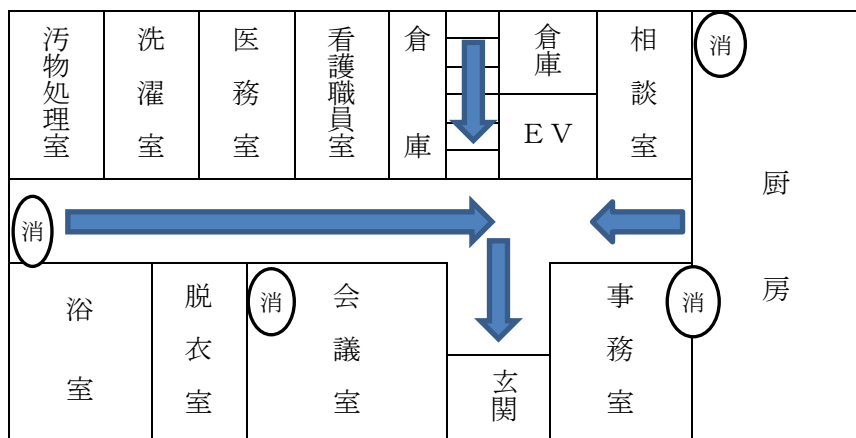 汚物処理室
洗濯室
医務室
看護職員室
倉庫
倉庫
ＥＶ
相談室
消
厨房
消
浴室
脱衣室
消
会議室
玄関
事務室
消